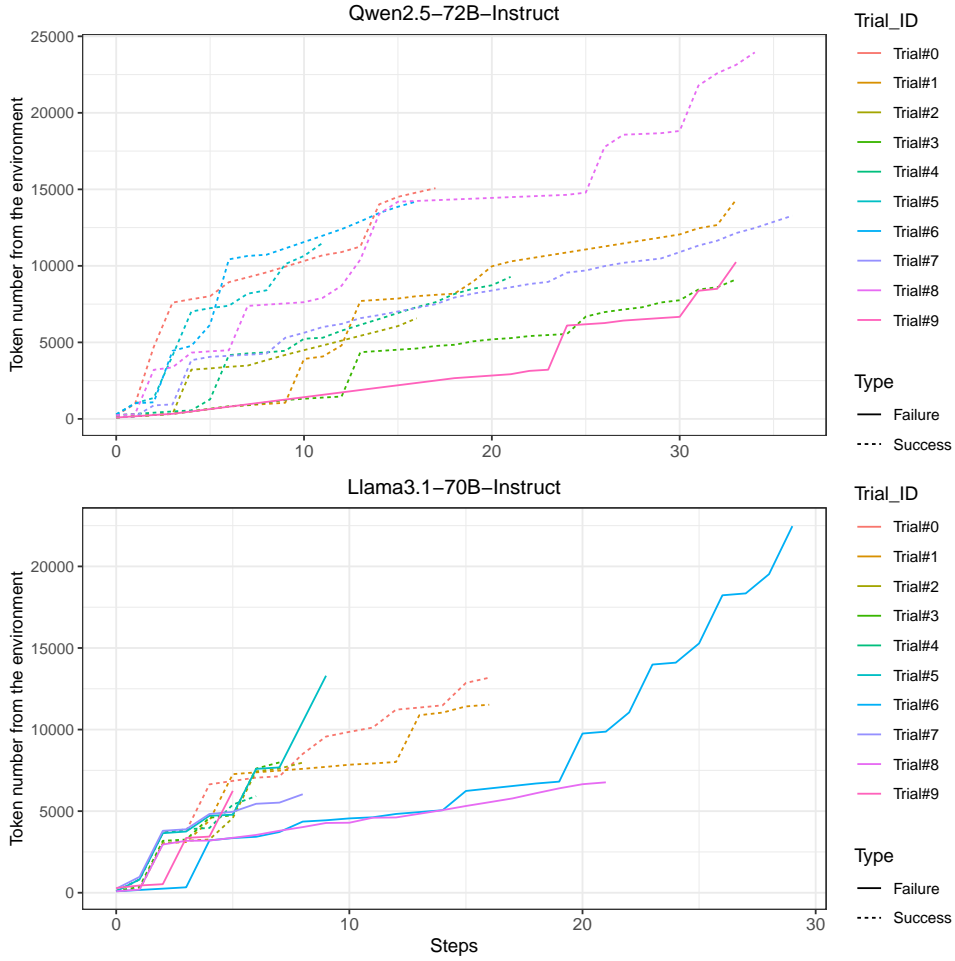 Qwen2.5−72B−Instruct
Token number from the environment
25000
20000
15000
10000
5000
0
0 10 20 30
Trial_ID
Trial#0
Trial#1
Trial#2
Trial#3
Trial#4
Trial#5
Trial#6
Trial#7
Trial#8
Trial#9
Type
Failure
Success
Llama3.1−70B−Instruct
Token number from the environment
20000
15000
10000
5000
0
0 10 20 30
Steps
Trial_ID
Trial#0
Trial#1
Trial#2
Trial#3
Trial#4
Trial#5
Trial#6
Trial#7
Trial#8
Trial#9
Type
Failure
Success